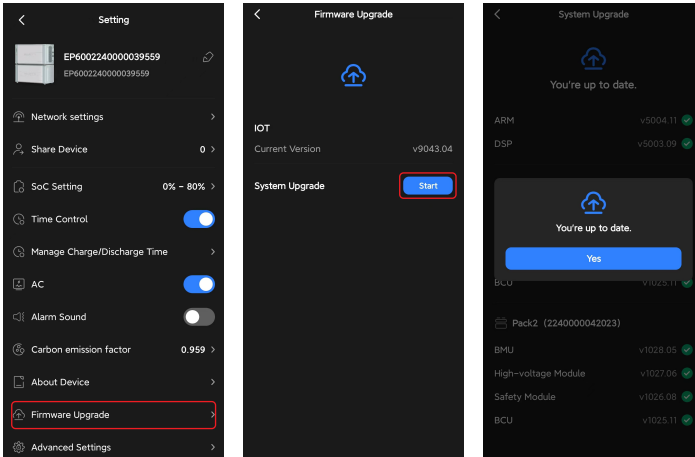 Setting
EP6002240000039559
EP6002240000039559
Network settings
Share Device 0
SoC Setting 0% ~ 80%
Time Control
Manage Charge/Discharge Time
AC
Alarm Sound
Carbon emission factor 0.959
About Device
Firmware Upgrade
Advanced Settings
Firmware Upgrade
IOT
Current Version v9043.04
System Upgrade Start
System Upgrade
You're up to date.
ARM v5004.11
DSP v5003.09
You're up to date.
Yes
BCU v1025.11
Pack2 (2240000042023)
BMU v1028.05
High-voltage Module v1027.06
Safety Module v1026.08
BCU v1025.11